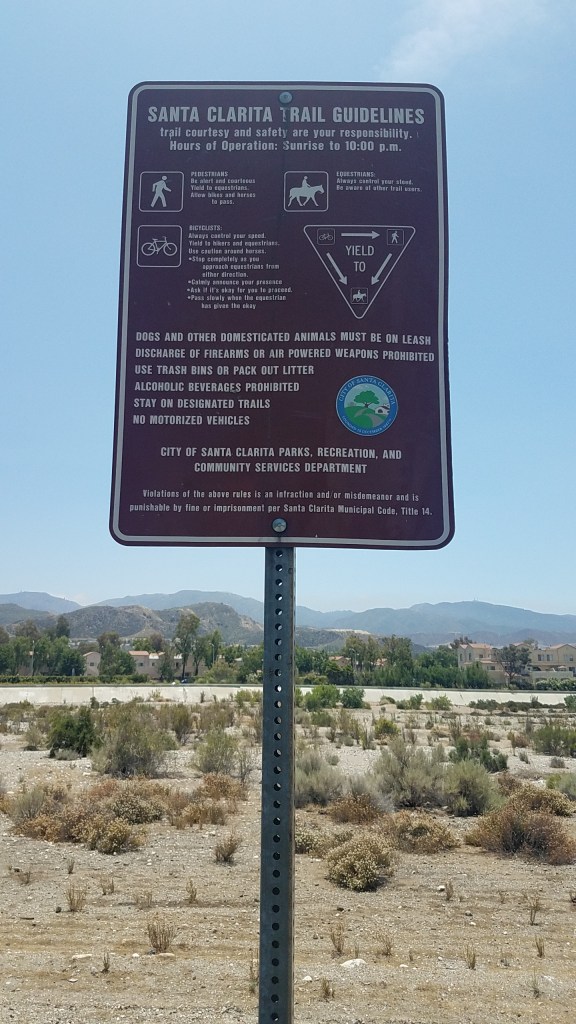 SANTA CLARITA TRAIL GUIDELINES
trail courtesy and safety are your responsibility.
Hours of Operation: Sunrise to 10:00 p.m.
PEDESTRIANS
Be alert and courteous
Yield to equestrians.
Allow bikes and horses
to pass.
EQUESTRIANS:
Always control your steed.
Be aware of other trail users.
BICYCLISTS:
Always control your speed.
Yield to hikers and equestrians.
Use caution around horses.
•Stop completely as you
approach equestrians from
either direction.
•Calmly announce your presence
•Ask if it's okay for you to proceed.
•Pass slowly when the equestrian
has given the okay
YIELD
TO
DOGS AND OTHER DOMESTICATED ANIMALS MUST BE ON LEASH
DISCHARGE OF FIREARMS OR AIR POWERED WEAPONS PROHIBITED
USE TRASH BINS OR PACK OUT LITTER
ALCOHOLIC BEVERAGES PROHIBITED
STAY ON DESIGNATED TRAILS
NO MOTORIZED VEHICLES
CITY OF SANTA CLARITA
CITY OF SANTA CLARITA PARKS, RECREATION, AND
COMMUNITY SERVICES DEPARTMENT
Violations of the above rules is an infraction and/or misdemeanor and is
punishable by fine or imprisonment per Santa Clarita Municipal Code, Title 14.